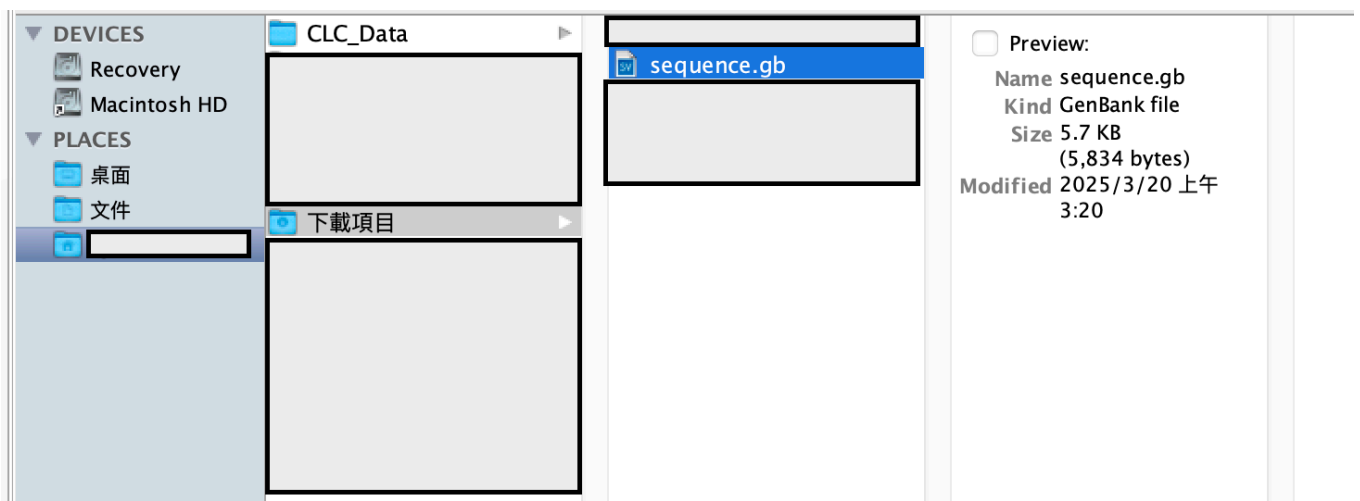 DEVICES
Recovery
Macintosh HD
PLACES
桌面
文件
CLC_Data
下載項目
sequence.gb
Preview:
Name sequence.gb
Kind GenBank file
Size 5.7 KB
(5,834 bytes)
Modified 2025/3/20 上午
3:20